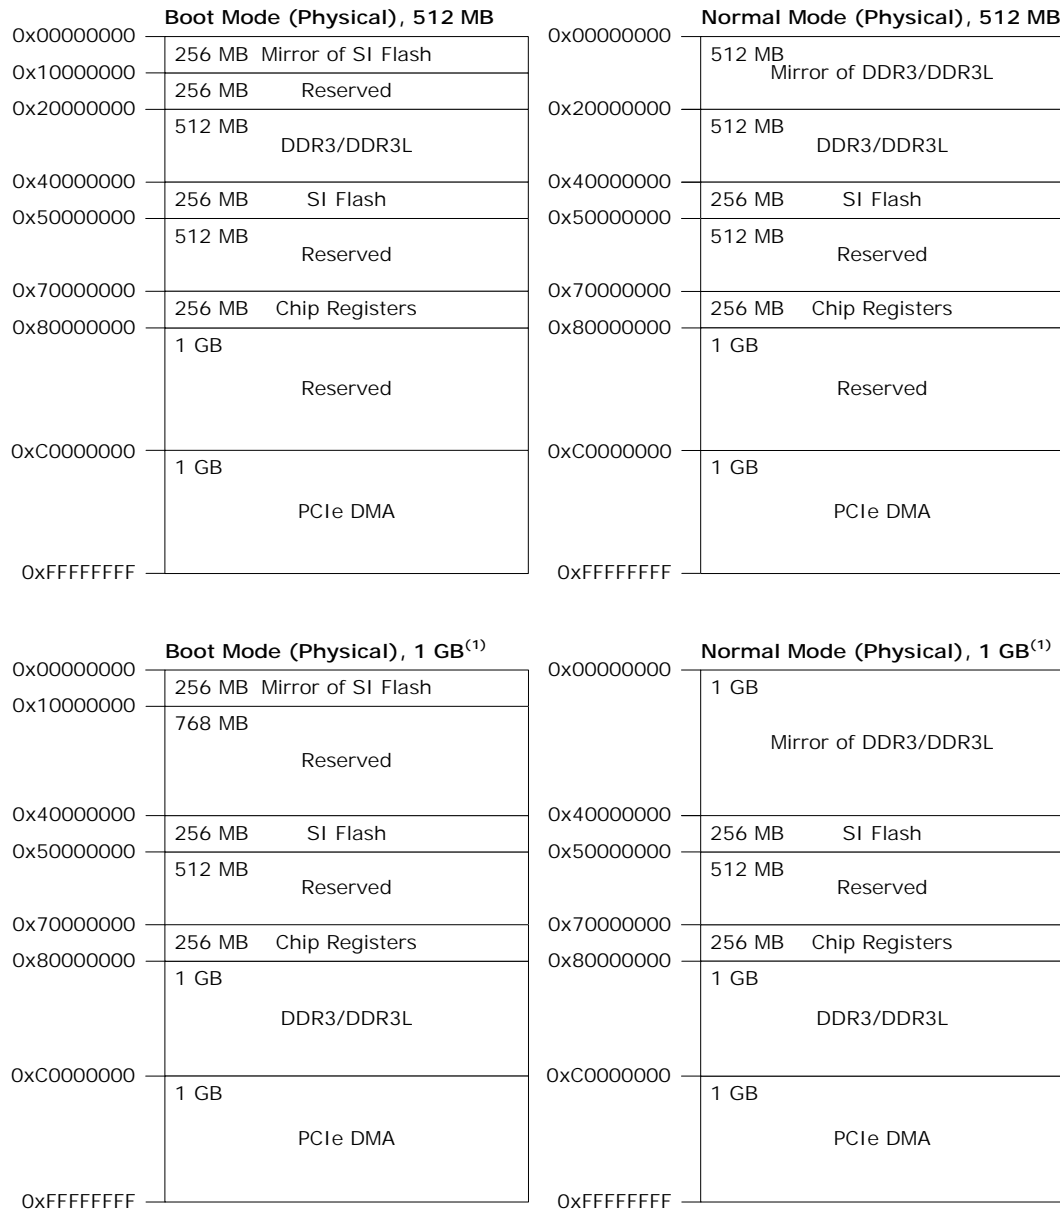 Boot Mode (Physical), 512 MB
0x00000000
256 MB Mirror of SI Flash
0x10000000
256 MB Reserved
0x20000000
512 MB
DDR3/DDR3L
0x40000000
256 MB SI Flash
0x50000000
512 MB
Reserved
0x70000000
256 MB Chip Registers
0x80000000
1 GB
Reserved
0xC0000000
1 GB
PCIe DMA
0xFFFFFFFF
Normal Mode (Physical), 512 MB
0x00000000
512 MB
Mirror of DDR3/DDR3L
0x20000000
512 MB
DDR3/DDR3L
0x40000000
256 MB SI Flash
0x50000000
512 MB
Reserved
0x70000000
256 MB Chip Registers
0x80000000
1 GB
Reserved
0xC0000000
1 GB
PCIe DMA
0xFFFFFFFF
Boot Mode (Physical), 1 GB(1)
0x00000000
256 MB Mirror of SI Flash
0x10000000
768 MB
Reserved
0x40000000
256 MB SI Flash
0x50000000
512 MB
Reserved
0x70000000
256 MB Chip Registers
0x80000000
1 GB
DDR3/DDR3L
0xC0000000
1 GB
PCIe DMA
0xFFFFFFFF
Normal Mode (Physical), 1 GB(1)
0x00000000
1 GB
Mirror of DDR3/DDR3L
0x40000000
256 MB SI Flash
0x50000000
512 MB
Reserved
0x70000000
256 MB Chip Registers
0x80000000
1 GB
DDR3/DDR3L
0xC0000000
1 GB
PCIe DMA
0xFFFFFFFF